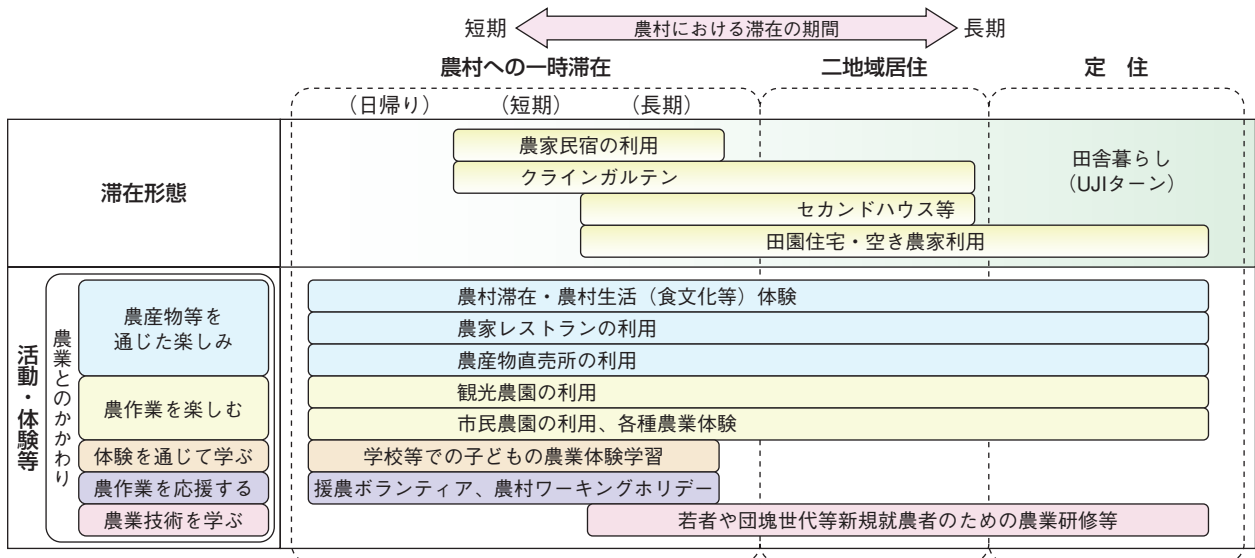 短期
農村における滞在の期間
長期
農村への一時滞在
二地域居住
定　住
（日帰り）
（短期）
（長期）
滞在形態
農家民宿の利用
クラインガルテン
セカンドハウス等
田園住宅・空き農家利用
田舎暮らし
（UJIターン）
活動・体験等
農業とのかかわり
農産物等を
通じた楽しみ
農村滞在・農村生活（食文化等）体験
農家レストランの利用
農産物直売所の利用
農作業を楽しむ
観光農園の利用
市民農園の利用、各種農業体験
体験を通じて学ぶ
学校等での子どもの農業体験学習
農作業を応援する
援農ボランティア、農村ワーキングホリデー
農業技術を学ぶ
若者や団塊世代等新規就農者のための農業研修等